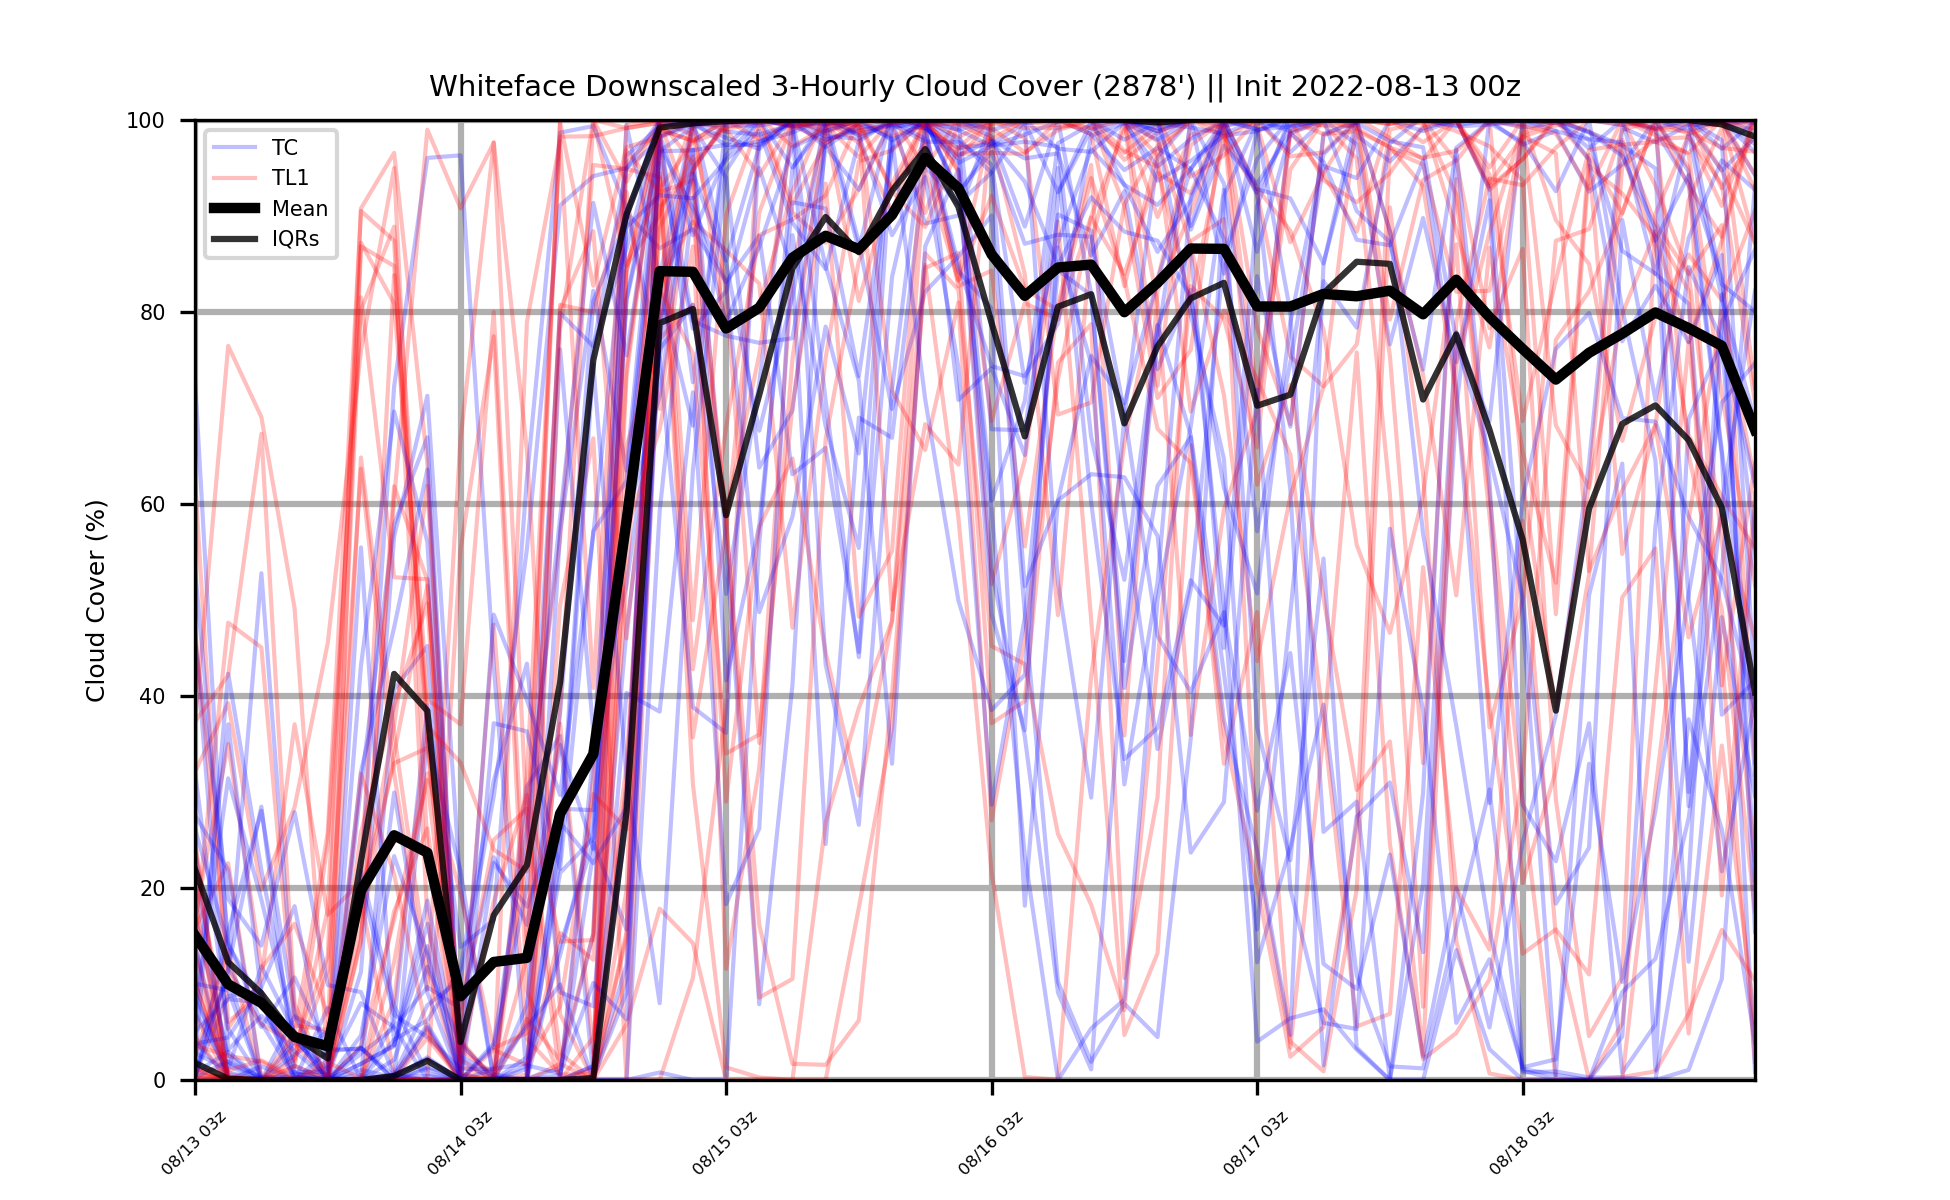 Whiteface Downscaled 3-Hourly Cloud Cover (2878') || Init 2022-08-13 00z
TC
TL1
Mean
IQRs
Cloud Cover (%)
100
80
60
40
20
0
08/13 03z
08/14 03z
08/15 03z
08/16 03z
08/17 03z
08/18 03z